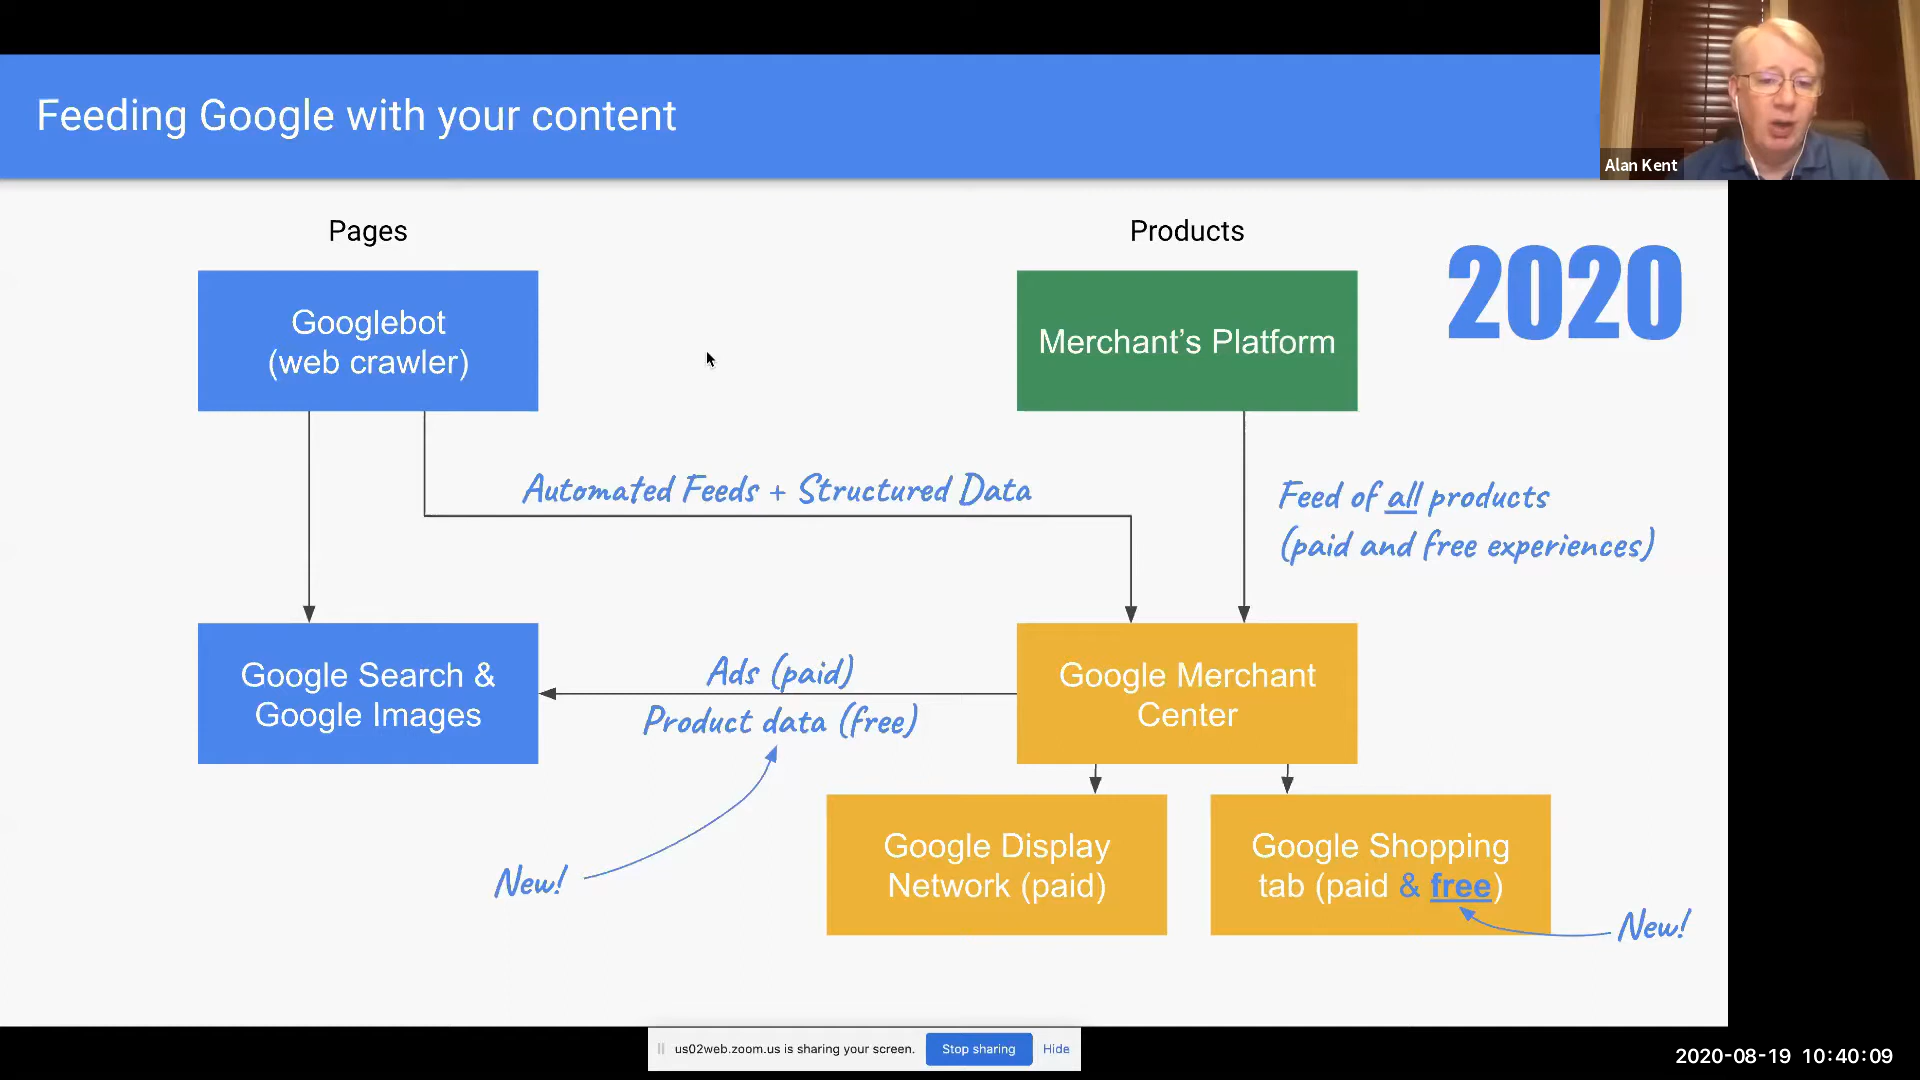 Feeding Google with your content
Alan Kent
Pages
Products
2020
Googlebot
(web crawler)
Merchant's Platform
Automated Feeds + Structured Data
Feed of all products
(paid and free experiences)
Google Search &
Google Images
Ads (paid)
Product data (free)
Google Merchant
Center
New!
Google Display
Network (paid)
Google Shopping
tab (paid & free)
New!
us02web.zoom.us is sharing your screen.
Stop sharing
Hide
2020-08-19 10:40:09